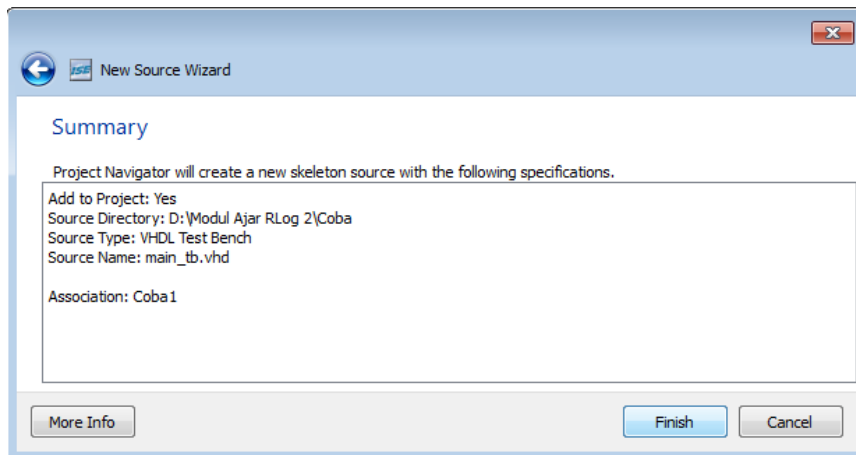 ISE New Source Wizard
Summary
Project Navigator will create a new skeleton source with the following specifications.
Add to Project: Yes
Source Directory: D:\Modul Ajar RLog 2\Coba
Source Type: VHDL Test Bench
Source Name: main_tb.vhd
Association: Coba1
More Info Finish Cancel